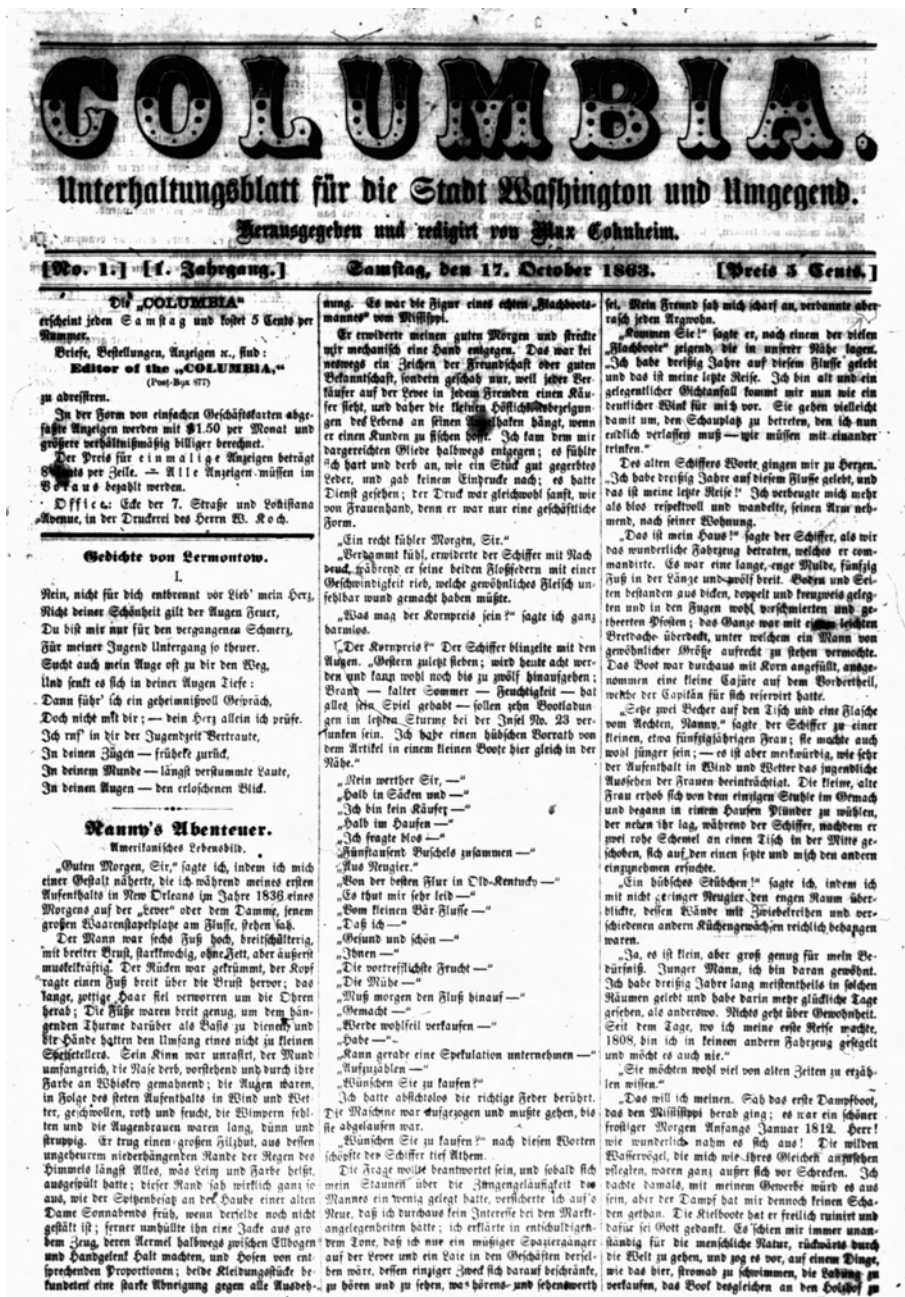 COLUMBIA.
Unterhaltungsblatt für die Stadt Washington und Umgegend.
Herausgegeben und redigirt von Max Cohnheim.
[No. 1.] [1. Jahrgang.] Samstag, den 17. October 1863. [Preis 5 Cents.]
Die „COLUMBIA“
erscheint jeden Samstag und kostet 5 Cents per
Nummer.
Briefe, Bestellungen, Anzeigen ꝛc., sind:
Editor of the „COLUMBIA,“
(Post-Box 877)
zu adressiren.
In der Form von einfachen Geschäftskarten abge-
faßte Anzeigen werden mit $1.50 per Monat und
größere verhältnißmäßig billiger berechnet.
Der Preis für einmalige Anzeigen beträgt
8 Cents per Zeile. — Alle Anzeigen müssen im
Voraus bezahlt werden.
Office: Ecke der 7. Straße und Louisiana
Avenue, in der Druckerei des Herrn W. Koch.
Gedichte von Lermontow.
I.
Nein, nicht für dich entbrennt vor Lieb' mein Herz,
Nicht deiner Schönheit gilt der Augen Feuer,
Du bist mir nur für den vergangenen Schmerz,
Für meiner Jugend Untergang so theuer.
Sucht auch mein Auge oft zu dir den Weg,
Und senkt es sich in deiner Augen Tiefe:
Dann führ' ich ein geheimnißvoll Gespräch,
Doch nicht mit dir; — dein Herz allein ich prüfe.
Ich ruf' in dir der Jugendzeit Vertraute,
In deinen Zügen — früheke zurück,
In deinem Munde — längst verstummte Laute,
In deinen Augen — den erloschenen Blick.
Nanny's Abenteuer.
Amerikanisches Lebensbild.
„Guten Morgen, Sir,“ sagte ich, indem ich mich
einer Gestalt näherte, die ich während meines ersten
Aufenthalts in New Orleans im Jahre 1836 eines
Morgens auf der „Levee“ oder dem Damme, jenem
großen Waarenstapelplatze am Flusse, stehen sah.
Der Mann war sechs Fuß hoch, breitschulterig,
mit breiter Brust, starkknochig, ohne Fett, aber äußerst
muskelkräftig. Der Rücken war gekrümmt, der Kopf
ragte einen Fuß breit über die Brust hervor; das
lange, zottige Haar fiel verworren um die Ohren
herab; Die Füße waren breit genug, um dem hän-
genden Thurme darüber als Basis zu dienen und
die Hände hatten den Umfang eines nicht zu kleinen
Speisetellers. Sein Kinn war unrasirt, der Mund
umfangreich, die Nase derb, vorstehend und durch ihre
Farbe an Whiskey gemahnend; die Augen waren,
in Folge des steten Aufenthalts in Wind und Wet-
ter, geschwollen, roth und feucht, die Wimpern fehl-
ten und die Augenbrauen waren lang, dünn und
struppig. Er trug einen großen Filzhut, aus dessen
ungeheurem niederhängenden Rande der Regen des
Himmels längst Alles, was Leim und Farbe heißt,
ausgespült hatte; dieser Rand sah wirklich ganz so
aus, wie der Spitzenbesatz an der Haube einer alten
Dame Sonnabends früh, wenn derselbe noch nicht
gestält ist; ferner umhüllte ihn eine Jacke aus gro
bem Zeug, deren Aermel halbwegs zwischen Ellbogen
und Handgelenk Halt machten, und Hosen von ent-
sprechenden Proportionen; beide Kleidungsstücke be-
kundeten eine starke Abneigung gegen alle Ausdeh-
nung. Es war die Figur eines echten „Flachboots-
mannes“ vom Missippi.
Er erwiderte meinen guten Morgen und streckte
mir mechanisch eine Hand entgegen. Das war kei
neswegs ein Zeichen der Freundschaft oder guten
Bekanntschaft, sondern geschah nur, weil jeder Ver-
käufer auf der Levee in jedem Fremden einen Käu-
fer sieht, und daher die kleinen Höflichkeitsbezeigun-
gen des Lebens an seinen Angelhaken hängt, wenn
er einen Kunden zu fischen hofft. Ich kam dem mir
dargereichten Gliede halbwegs entgegen; es fühlte
sich hart und derb an, wie ein Stück gut gegerbtes
Leder, und gab keinem Eindrucke nach; es hatte
Dienst gesehen; der Druck war gleichwohl sanft, wie
von Frauenhand, denn er war nur eine geschäftliche
Form.
„Ein recht kühler Morgen, Sir.“
„Verdammt kühl, erwiderte der Schiffer mit Nach
druck, während er seine beiden Floßfedern mit einer
Geschwindigkeit rieb, welche gewöhnliches Fleisch un-
fehlbar wund gemacht haben müßte.
„Was mag der Kornpreis sein?“ sagte ich ganz
harmlos.
„Der Kornpreis?“ Der Schiffer blinzelte mit den
Augen. „Gestern zuletzt sieben; wird heute acht wer-
den und kann wohl noch bis zu zwölf hinaufgehen;
Brand — kalter Sommer — Feuchtigkeit — hat
alles sein Spiel gehabt — sollen zehn Bootladun
gen im letzten Sturme bei der Insel No. 23 ver-
sunken sein. Ich habe einen hübschen Vorrath von
dem Artikel in einem kleinen Boote hier gleich in der
Nähe.“
„Mein werther Sir, —“
„Halb in Säcken und —“
„Ich bin kein Käufer —“
„Halb im Haufen —“
„Ich fragte blos —“
„Fünftausend Buschels zusammen —“
„Aus Neugier.“
„Von der besten Flur in Old-Kentucky —“
„Es thut mir sehr leid —“
„Vom kleinen Bär-Flusse —“
„Daß ich —“
„Gesund und schön —“
„Ihnen —“
„Die vortrefflichste Frucht —“
„Die Mühe —“
„Muß morgen den Fluß hinauf —“
„Gemacht —“
„Werde wohlfeil verkaufen —“
„Habe —“
„Kann gerade eine Spekulation unternehmen —“
„Aufzuzählen —“
„Wünschen Sie zu kaufen?“
Ich hatte absichtslos die richtige Feder berührt.
Die Maschine war aufgezogen und mußte gehen, bis
sie abgelaufen war.
„Wünschen Sie zu kaufen?“ nach diesen Worten
schöpfte der Schiffer tief Athem.
Die Frage wollte beantwortet sein, und sobald sich
mein Staunen über die Zungengeläufigkeit des
Mannes ein wenig gelegt hatte, versicherte ich auf's
Neue, daß ich durchaus kein Interesse bei den Markt-
angelegenheiten hatte; ich erklärte in entschuldigen-
dem Tone, daß ich nur ein müßiger Spaziergänger
auf der Levee und ein Laie in den Geschäften dersel-
ben wäre, dessen einziger Zweck sich darauf beschränkte,
zu hören und zu sehen, was hörens- und sehenswerth
sei. Mein Freund sah mich scharf an, verbannte aber
rasch jeden Argwohn.
„Kommen Sie!“ sagte er, nach einem der vielen
„Flachboote“ zeigend, die in unserer Nähe lagen.
„Ich habe dreißig Jahre auf diesem Flusse gelebt
und das ist meine letzte Reise. Ich bin alt und ein
gelegentlicher Gichtanfall kommt mir nun wie ein
deutlicher Wink für mich vor. Sie gehen vielleicht
damit um, den Schauplatz zu betreten, den ich nun
endlich verlassen muß — wir müssen mit einander
trinken.“
Des alten Schiffers Worte gingen mir zu Herzen.
„Ich habe dreißig Jahre auf diesem Flusse gelebt, und
das ist meine letzte Reise!“ Ich verbeugte mich mehr
als blos respektvoll und wandelte, seinen Arm neh-
mend, nach seiner Wohnung.
„Das ist mein Haus!“ sagte der Schiffer, als wir
das wunderliche Fahrzeug betraten, welches er com-
mandirte. Es war eine lange, enge Mulde, fünfzig
Fuß in der Länge und zwölf breit. Boden und Sei-
ten bestanden aus dicken, doppelt und kreuzweis geleg-
ten und in den Fugen wohl verschmierten und ge-
theerten Pfosten; das Ganze war mit einem leichten
Bretdache überdeckt, unter welchem ein Mann von
gewöhnlicher Größe aufrecht zu stehen vermochte.
Das Boot war durchaus mit Korn angefüllt, ausge-
nommen eine kleine Cajüte auf dem Vordertheil,
welche der Capitän für sich reservirt hatte.
„Setze zwei Becher auf den Tisch und eine Flasche
vom Aechten, Nanny.“ sagte der Schiffer zu einer
kleinen, etwa fünfzigjährigen Frau; sie machte auch
wohl jünger sein; — es ist aber merkwürdig, wie sehr
der Aufenthalt in Wind und Wetter das jugendliche
Aussehen der Frauen beeinträchtigt. Die kleine, alte
Frau erhob sich von dem einzigen Stuhle im Gemach
und begann in einem Haufen Plunder zu wühlen,
der neben ihr lag, während der Schiffer, nachdem er
zwei rohe Schemel an einen Tisch in der Mitte ge-
schoben, sich auf den einen setzte und mich den andern
einzunehmen ersuchte.
„Ein hübsches Stübchen!“ sagte ich, indem ich
mit nicht geringer Neugier den engen Raum über-
blickte, dessen Wände mit Zwiebelreihen und ver-
schiedenen andern Küchengewächsen reichlich behangen
waren.
„Ja, es ist klein, aber groß genug für mein Be-
dürfniß. Junger Mann, ich bin daran gewöhnt.
Ich habe dreißig Jahre lang meistentheils in solchen
Räumen gelebt und habe darin mehr glückliche Tage
gesehen, als anderswo. Nichts geht über Gewohnheit.
Seit dem Tage, wo ich meine erste Reise machte,
1808, bin ich in keinem andern Fahrzeug gesegelt
und möcht es auch nie.“
„Sie möchten wohl viel von alten Zeiten zu erzäh-
len wissen.“
„Das will ich meinen. Sah das erste Dampfboot,
das den Mississippi herab ging; es war ein schöner
frostiger Morgen Anfangs Januar 1812. Herr!
wie wunderlich nahm es sich aus! Die wilden
Wasservögel, die mich wie ihres Gleichen anzusehen
pflegten, waren ganz außer sich vor Schrecken. Ich
dachte damals, mit meinem Gewerbe würd es aus
sein, aber der Dampf hat mir dennoch keinen Scha-
den gethan. Die Kielboote hat er freilich ruinirt und
dafür sei Gott gedankt. Es schien mir immer unan-
ständig für die menschliche Natur, rückwärts durch
die Welt zu gehen, und zog es vor, auf einem Dinge,
wie das hier, stromab zu schwimmen, die Ladung zu
verkaufen, das Boot desgleichen an den Holzhof zu